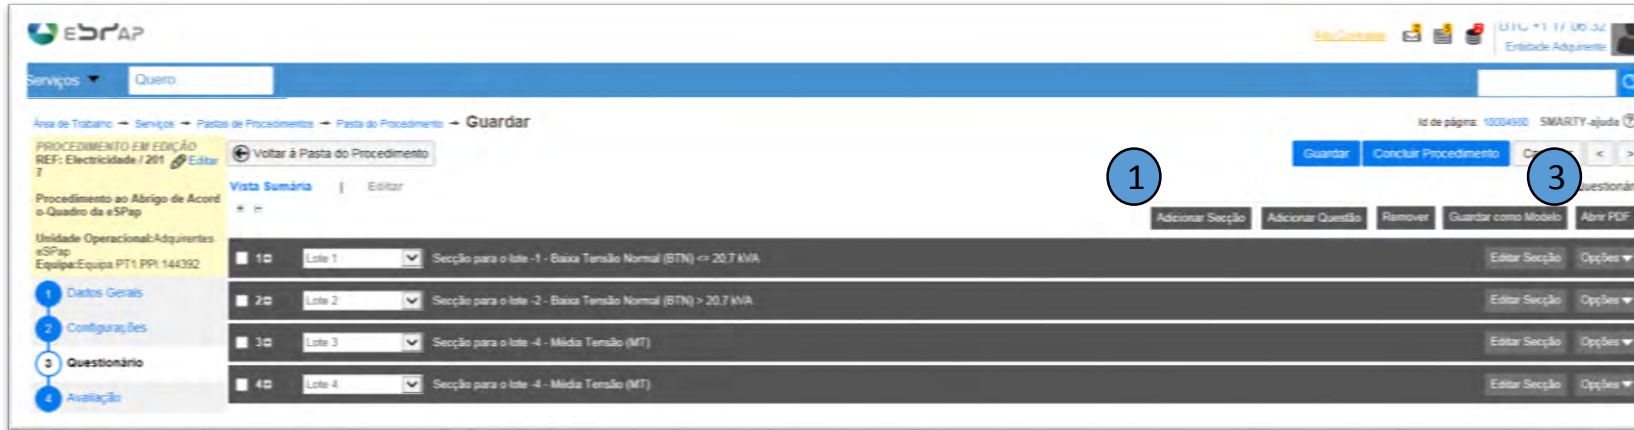 ESPAP
UTC +1 17:06:32
Entidade Adquirente
Serviços
Quero...
Área de Trabalho → Serviços → Pastas de Procedimentos → Pasta do Procedimento → Guardar
Id de página: 10004900 SMARTY-ajuda
PROCEDIMENTO EM EDIÇÃO
REF: Electricidade / 201 Editar
7
Voltar à Pasta do Procedimento
Guardar Concluir Procedimento < >
Vista Sumária | Editar
1 3
Procedimento ao Abrigo de Acord
o-Quadro da eSPap
Adicionar Secção Adicionar Questão Remover Guardar como Modelo Abrir PDF
Unidade Operacional:Adquirentes
eSPap
Equipa:Equipa PT1.PPI.144392
1 Lote 1 Secção para o lote -1 - Baixa Tensão Normal (BTN) <= 20,7 kVA Editar Secção Opções
2 Lote 2 Secção para o lote -2 - Baixa Tensão Normal (BTN) > 20.7 kVA Editar Secção Opções
3 Lote 3 Secção para o lote -4 - Média Tensão (MT) Editar Secção Opções
4 Lote 4 Secção para o lote -4 - Média Tensão (MT) Editar Secção Opções
1 Dados Gerais
2 Configurações
3 Questionário
4 Avaliação